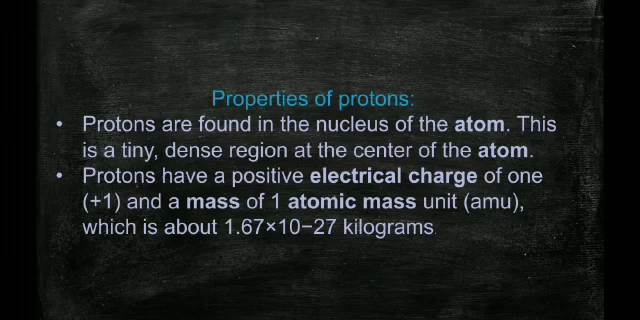 Properties of protons:
• Protons are found in the nucleus of the atom. This
is a tiny, dense region at the center of the atom.
• Protons have a positive electrical charge of one
(+1) and a mass of 1 atomic mass unit (amu),
which is about 1.67×10−27 kilograms.